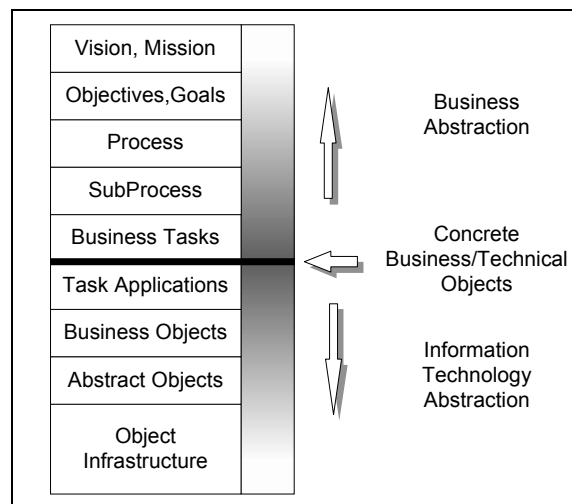 Vision, Mission
Objectives,Goals
Process
SubProcess
Business Tasks
Task Applications
Business Objects
Abstract Objects
Object
Infrastructure
Business
Abstraction
Concrete
Business/Technical
Objects
Information
Technology
Abstraction